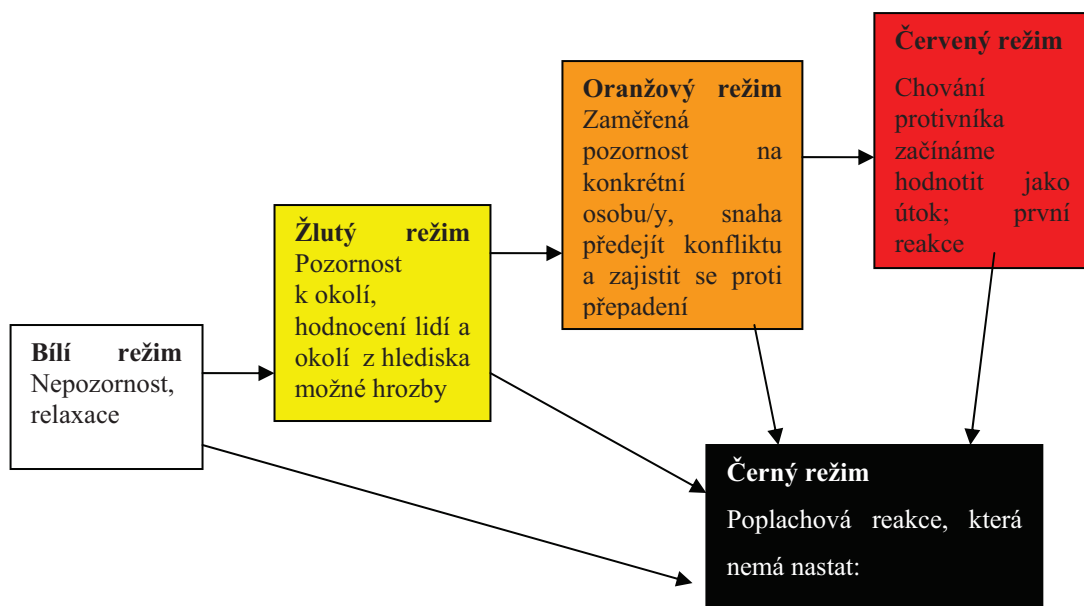 Bílí režim
Nepozornost,
relaxace
Žlutý režim
Pozornost
k okolí,
hodnocení lidí a
okolí z hlediska
možné hrozby
Oranžový režim
Zaměřená
pozornost na
konkrétní
osobu/y, snaha
předejít konfliktu
a zajistit se proti
přepadení
Červený režim
Chování
protivníka
začínáme
hodnotit jako
útok; první
reakce
Černý režim
Poplachová reakce, která
nemá nastat: